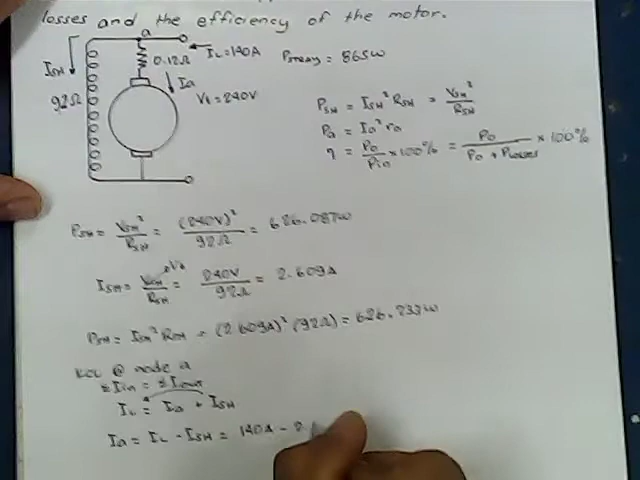 losses and the efficiency of the motor.
a
IL = 140A
ISH
0.12Ω
Ia
92Ω
Vt = 240V
Pstray = 865W
PSH = ISH² RSH = VSH²/RSH
Pa = Ia² ra
η = Po/Pin × 100% = Po/(Po + Plosses) × 100%
PSH = VSH²/RSH = (240V)²/92Ω = 626.087W
ISH = VSH/RSH = 240V/92Ω = 2.609A
PSH = ISH² RSH = (2.609A)² (92Ω) = 626.233W
KCL @ node a
ΣIin = ΣIout
IL = Ia + ISH
Ia = IL - ISH = 140A - 2.